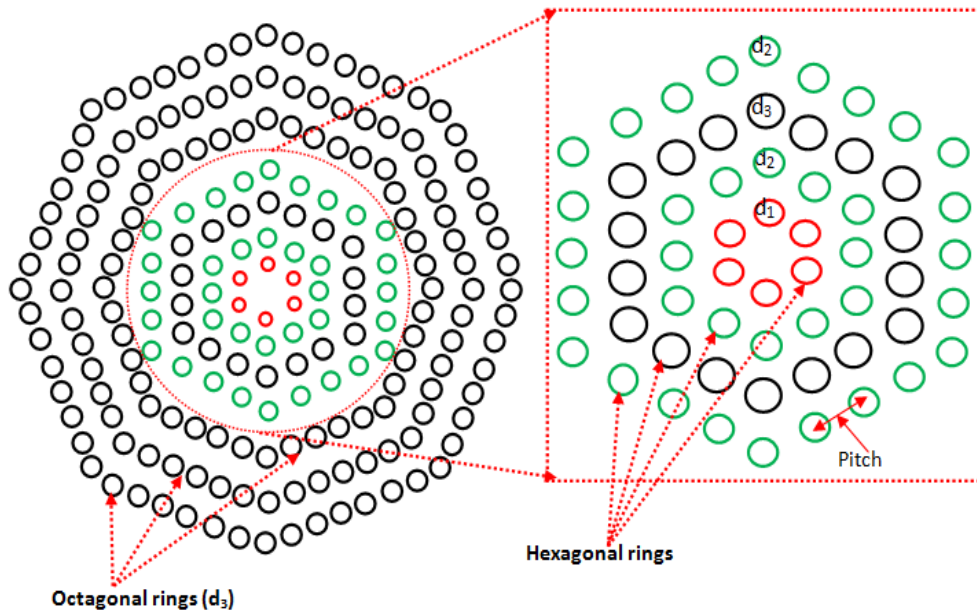 d₂
d₃
d₂
d₁
Pitch
Hexagonal rings
Octagonal rings (d₃)